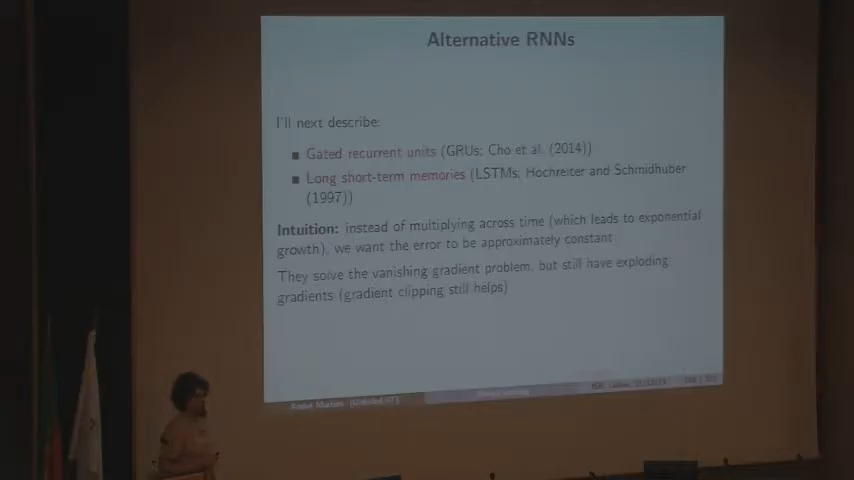 Alternative RNNs
I'll next describe:
Gated recurrent units (GRUs; Cho et al. (2014))
Long short-term memories (LSTMs; Hochreiter and Schmidhuber
(1997))
Intuition: instead of multiplying across time (which leads to exponential
growth), we want the error to be approximately constant
They solve the vanishing gradient problem, but still have exploding
gradients (gradient clipping still helps)